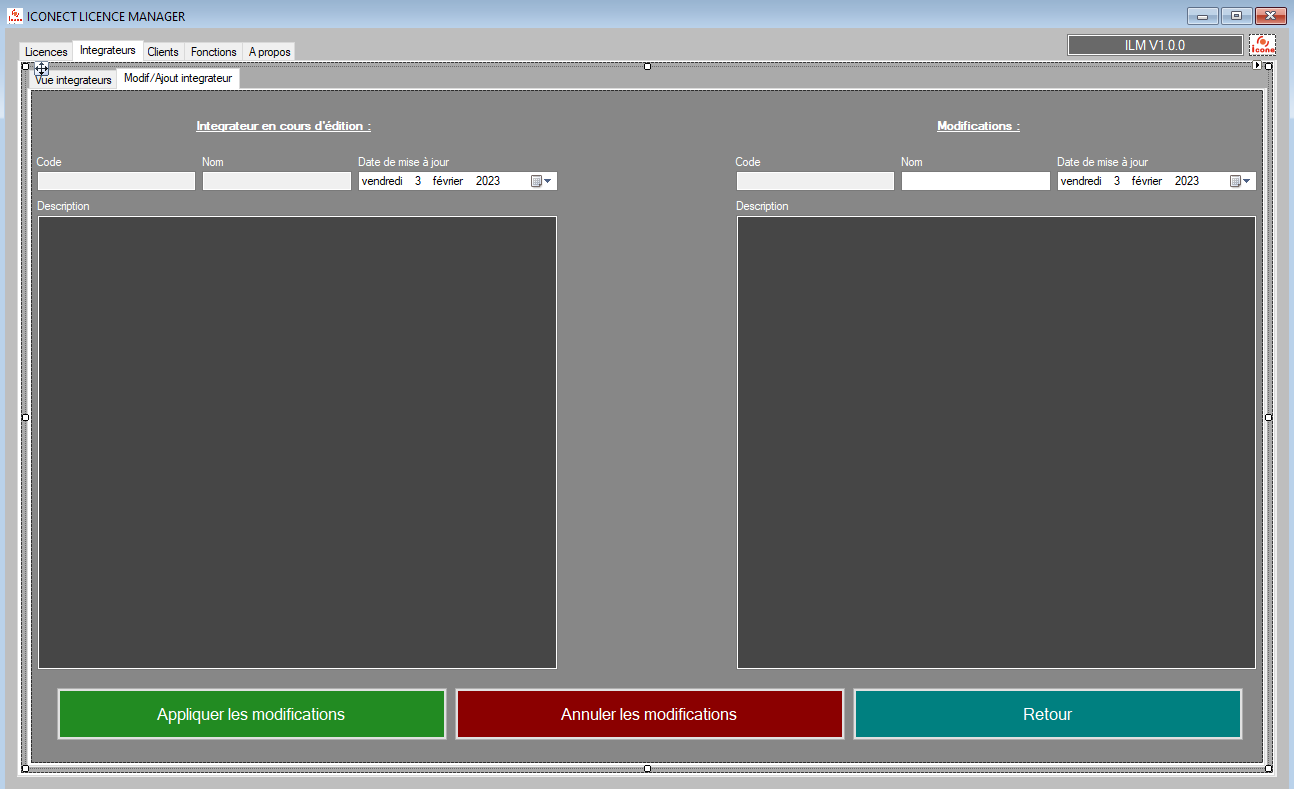 ICONECT LICENCE MANAGER
Licences Integrateurs Clients Fonctions A propos
ILM V1.0.0
icone
Vue integrateurs Modif/Ajout integrateur
Integrateur en cours d'édition :
Modifications :
Code Nom Date de mise à jour
Code Nom Date de mise à jour
vendredi 3 février 2023
vendredi 3 février 2023
Description
Description
Appliquer les modifications
Annuler les modifications
Retour